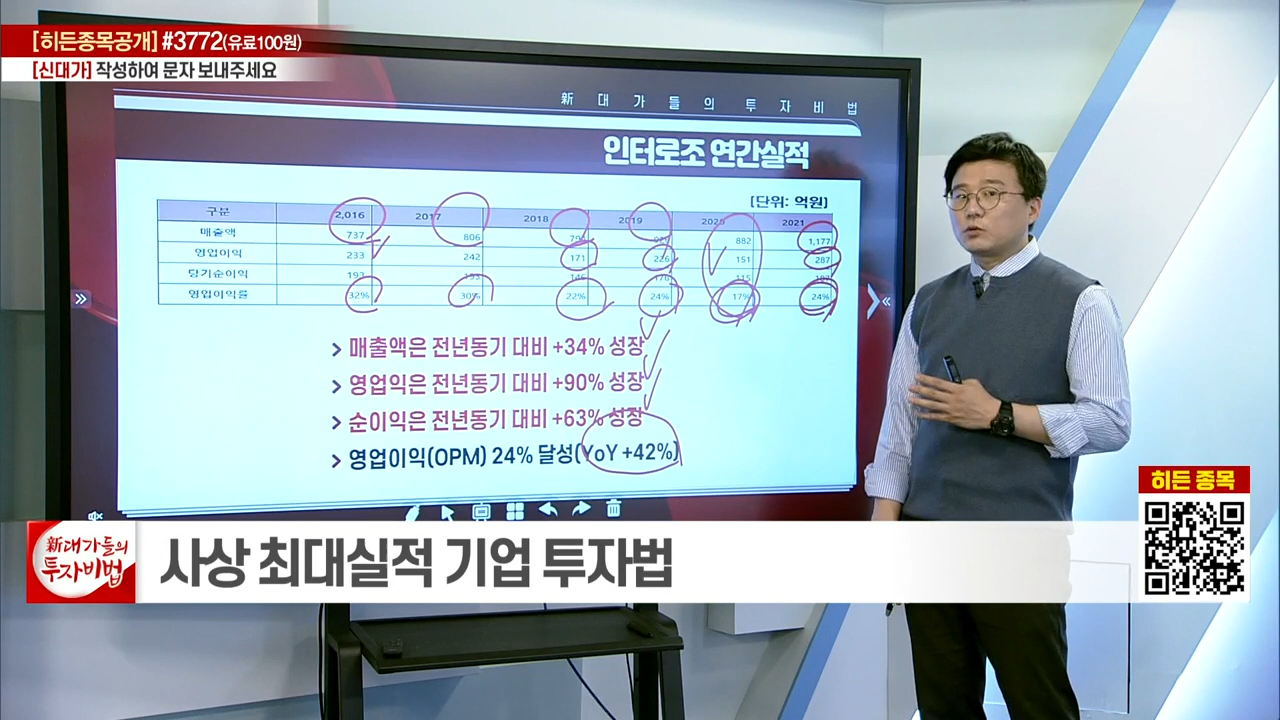 [히든종목공개] #3772(유료100원)
[신대가] 작성하여 문자 보내주세요
新 대 가 들 의 투 자 비 법
인터로조 연간실적
[단위: 억원]
구분 2,016 2017 2018 2019 2020 2021
매출액 737 806 882 1,177
영업이익 233 242 171 226 151 287
당기순이익 115
영업이익률 32% 30% 22% 24% 17% 24%
> 매출액은 전년동기 대비 +34% 성장
> 영업익은 전년동기 대비 +90% 성장
> 순이익은 전년동기 대비 +63% 성장
> 영업이익(OPM) 24% 달성(YoY +42%)
히든 종목
新대가들의
투자비법
사상 최대실적 기업 투자법